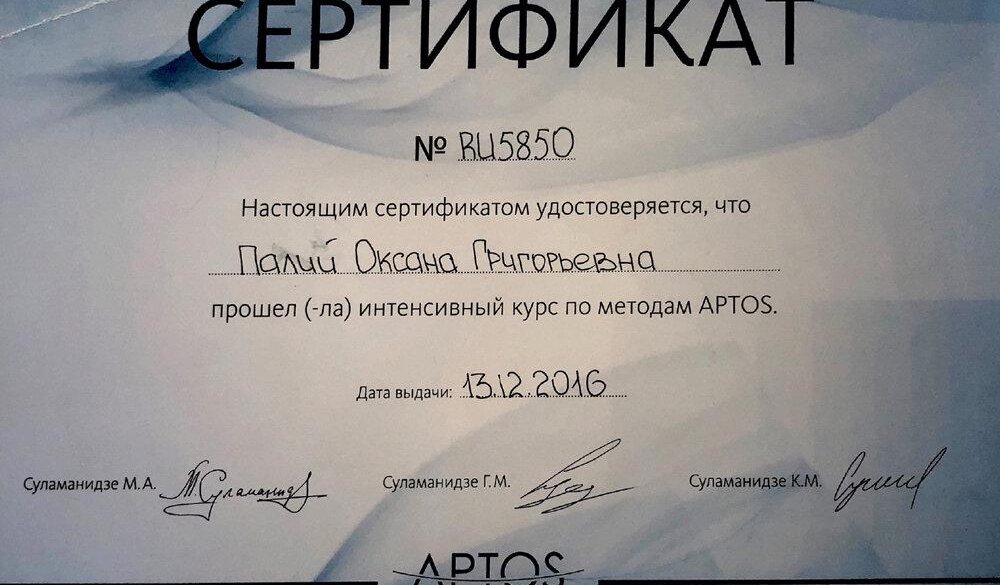 СЕРТИФИКАТ
№ RU5850
Настоящим сертификатом удостоверяется, что
Палий Оксана Григорьевна
прошел (-ла) интенсивный курс по методам APTOS.
Дата выдачи: 13.12.2016
Суламанидзе М.А. М.Суламанидз Суламанидзе Г.М. Суламанидзе К.М.
APTOS